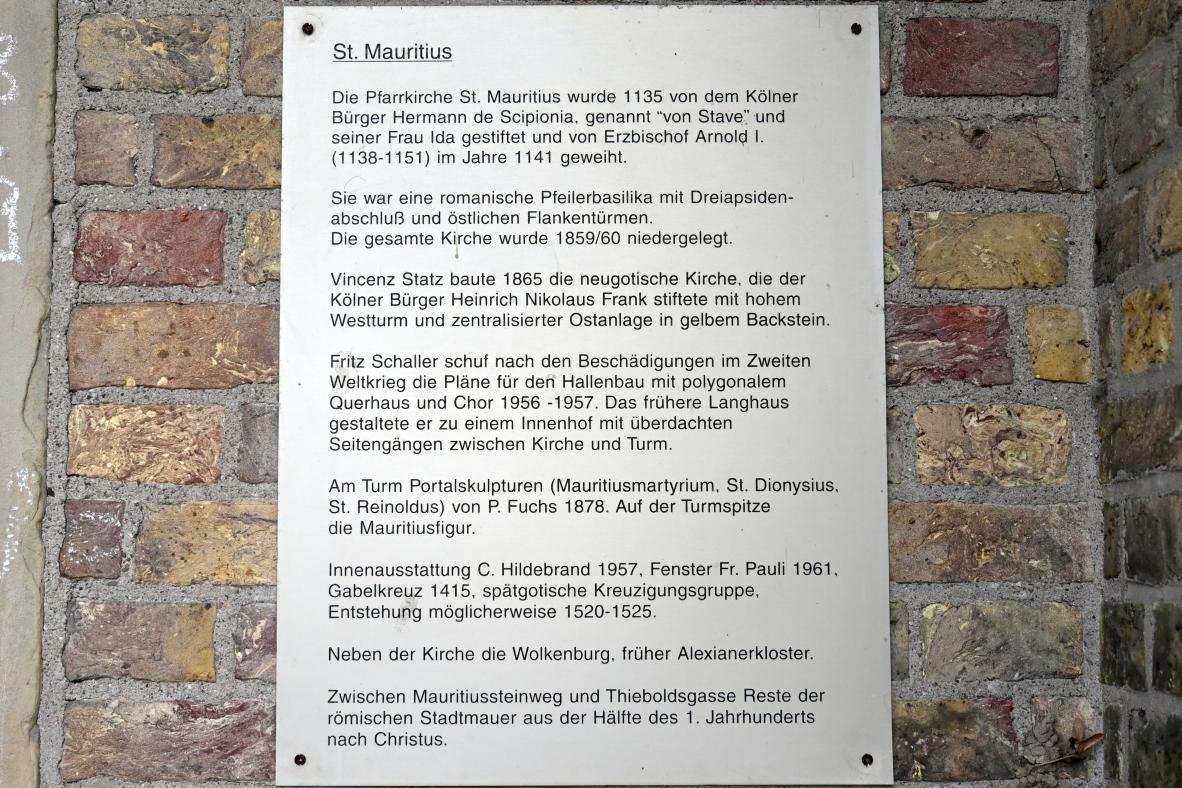 St. Mauritius
Die Pfarrkirche St. Mauritius wurde 1135 von dem Kölner
Bürger Hermann de Scipionia, genannt “von Stave” und
seiner Frau Ida gestiftet und von Erzbischof Arnold I.
(1138-1151) im Jahre 1141 geweiht.
Sie war eine romanische Pfeilerbasilika mit Dreiapsiden-
abschluß und östlichen Flankentürmen.
Die gesamte Kirche wurde 1859/60 niedergelegt.
Vincenz Statz baute 1865 die neugotische Kirche, die der
Kölner Bürger Heinrich Nikolaus Frank stiftete mit hohem
Westturm und zentralisierter Ostanlage in gelbem Backstein.
Fritz Schaller schuf nach den Beschädigungen im Zweiten
Weltkrieg die Pläne für den Hallenbau mit polygonalem
Querhaus und Chor 1956 -1957. Das frühere Langhaus
gestaltete er zu einem Innenhof mit überdachten
Seitengängen zwischen Kirche und Turm.
Am Turm Portalskulpturen (Mauritiusmartyrium, St. Dionysius,
St. Reinoldus) von P. Fuchs 1878. Auf der Turmspitze
die Mauritiusfigur.
Innenausstattung C. Hildebrand 1957, Fenster Fr. Pauli 1961,
Gabelkreuz 1415, spätgotische Kreuzigungsgruppe,
Entstehung möglicherweise 1520-1525.
Neben der Kirche die Wolkenburg, früher Alexianerkloster.
Zwischen Mauritiussteinweg und Thieboldsgasse Reste der
römischen Stadtmauer aus der Hälfte des 1. Jahrhunderts
nach Christus.